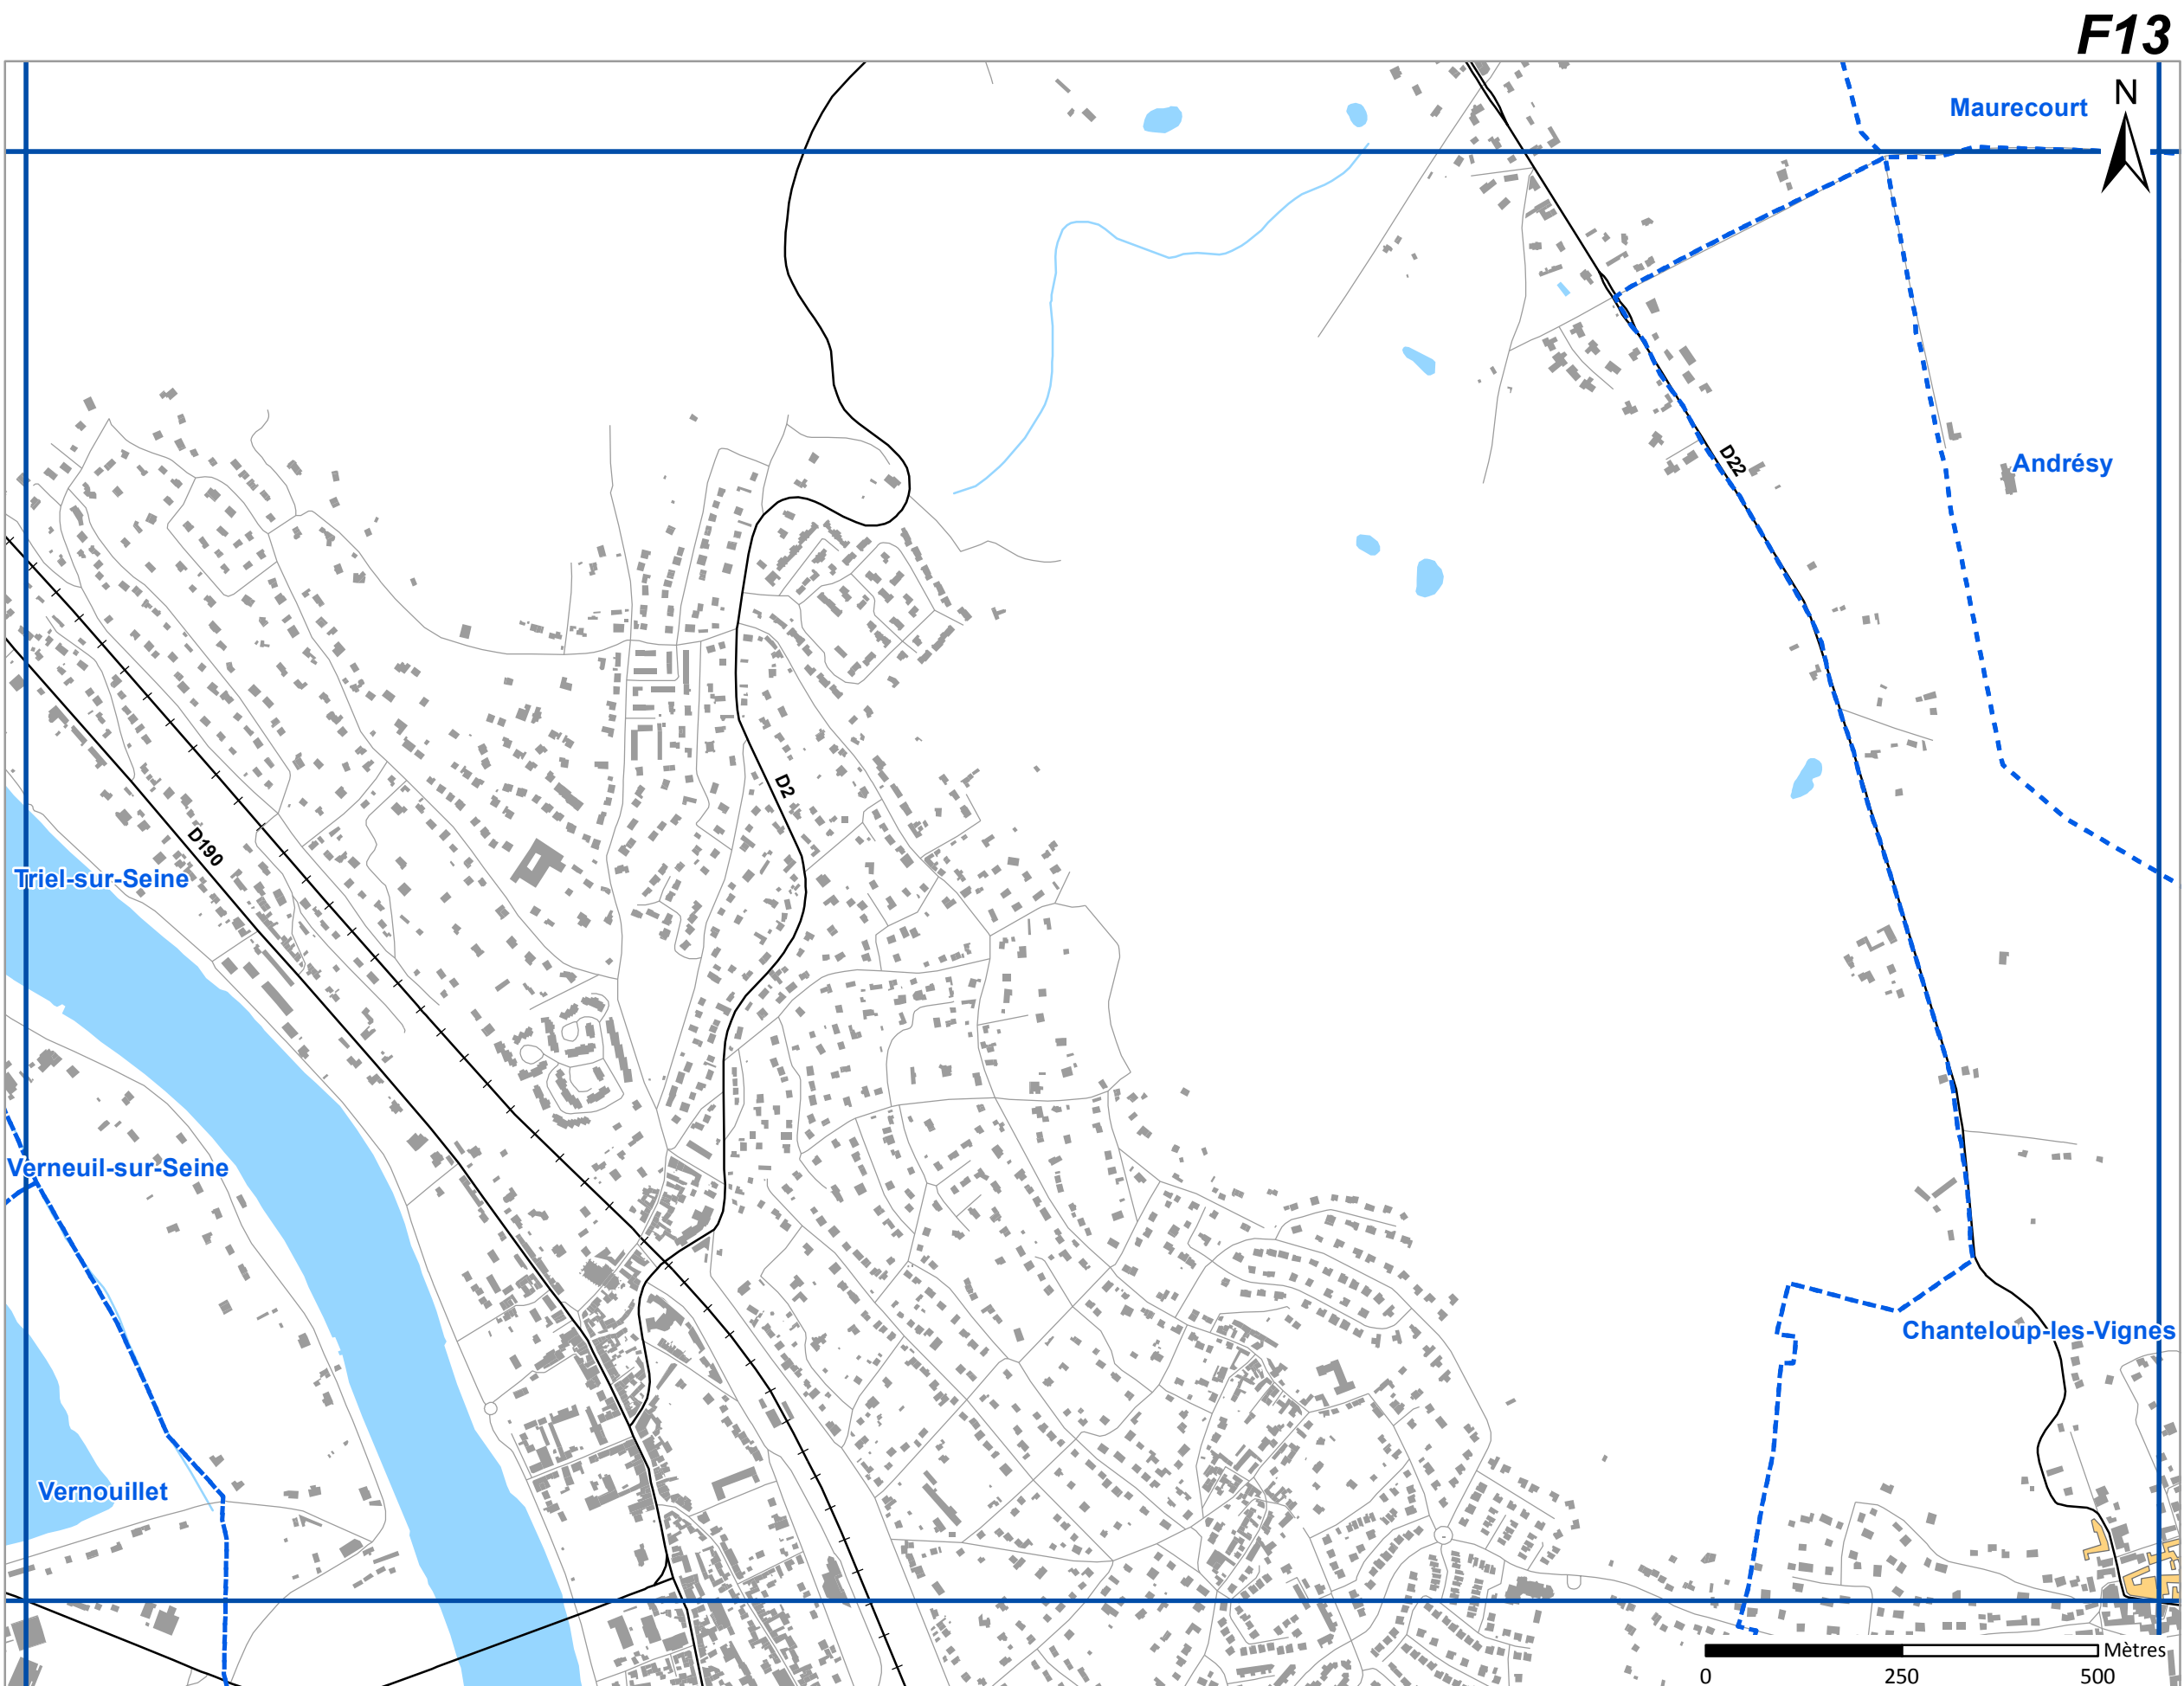 F13
N
Maurecourt
Andrésy
D22
D2
D190
Triel-sur-Seine
Verneuil-sur-Seine
Chanteloup-les-Vignes
Vernouillet
Mètres
0 250 500